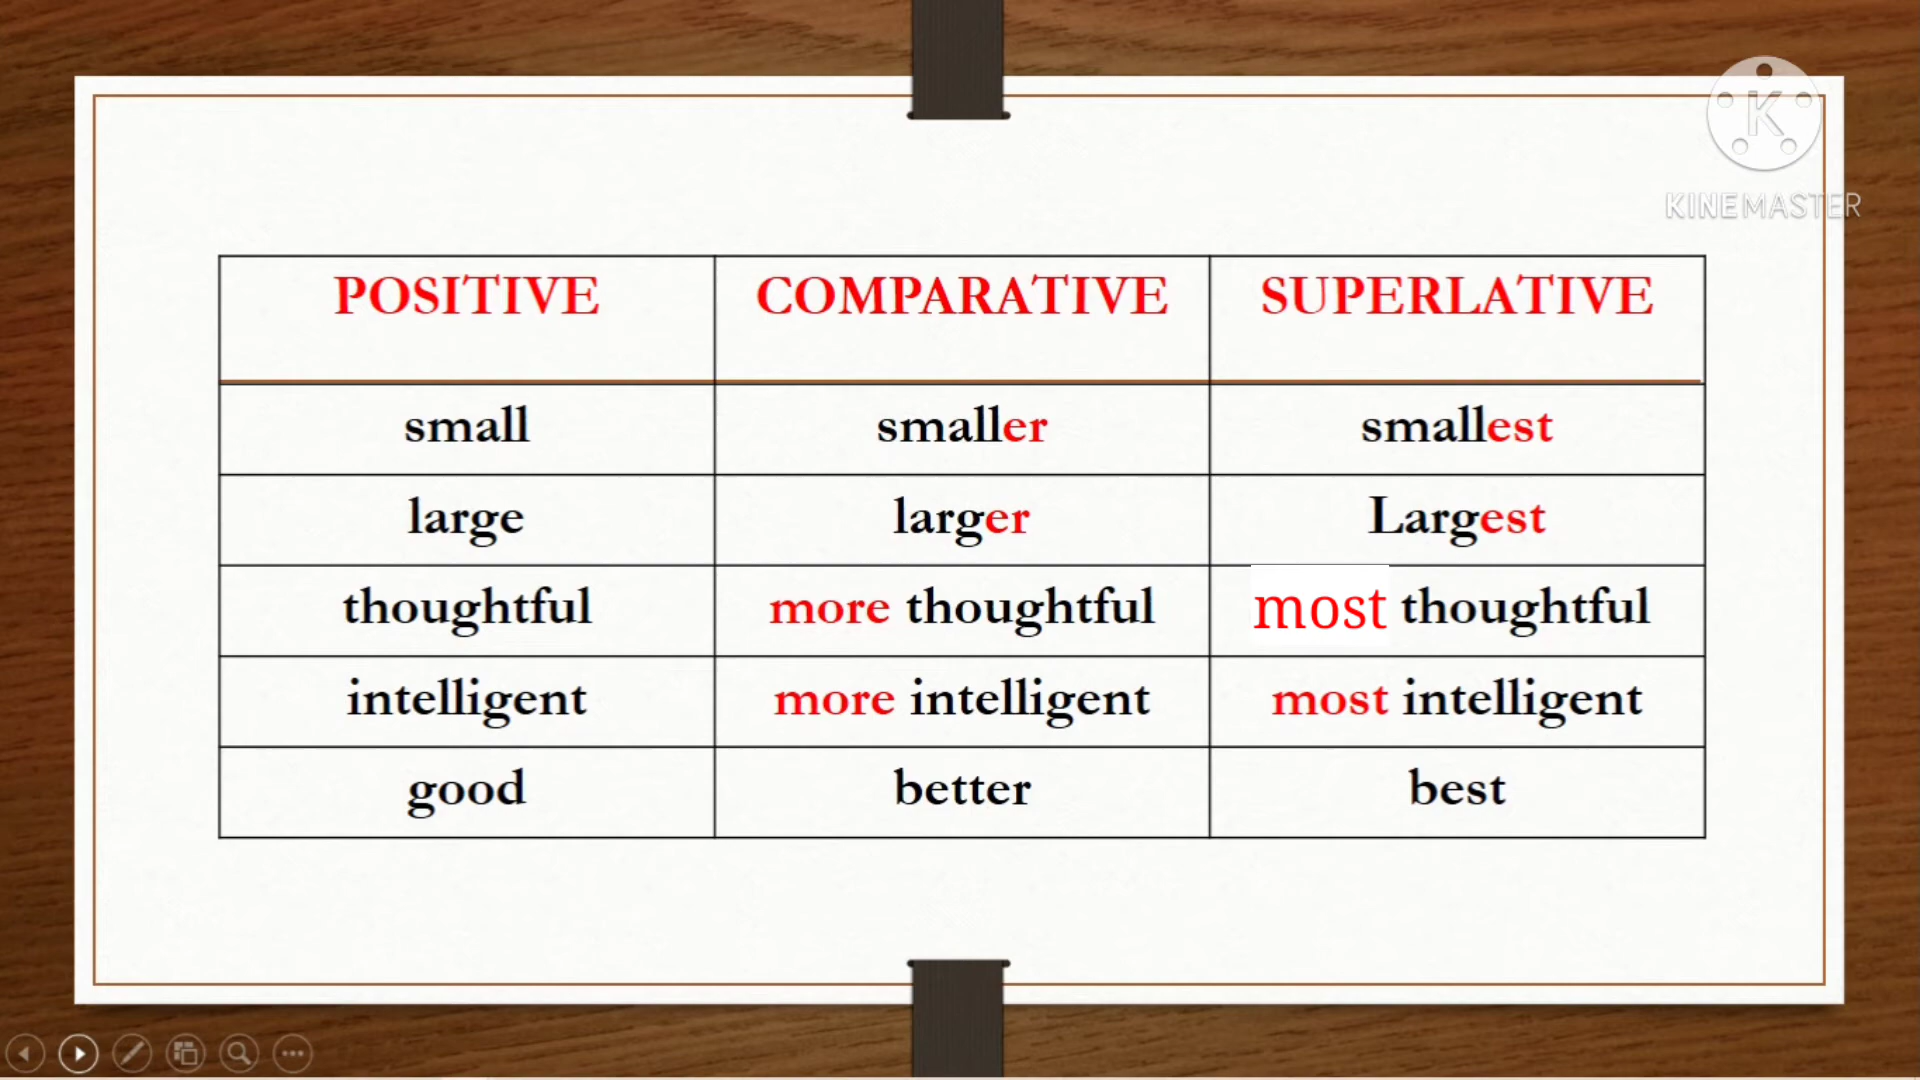 K
KINEMASTER
POSITIVE COMPARATIVE SUPERLATIVE
small smaller smallest
large larger Largest
thoughtful more thoughtful most thoughtful
intelligent more intelligent most intelligent
good better best